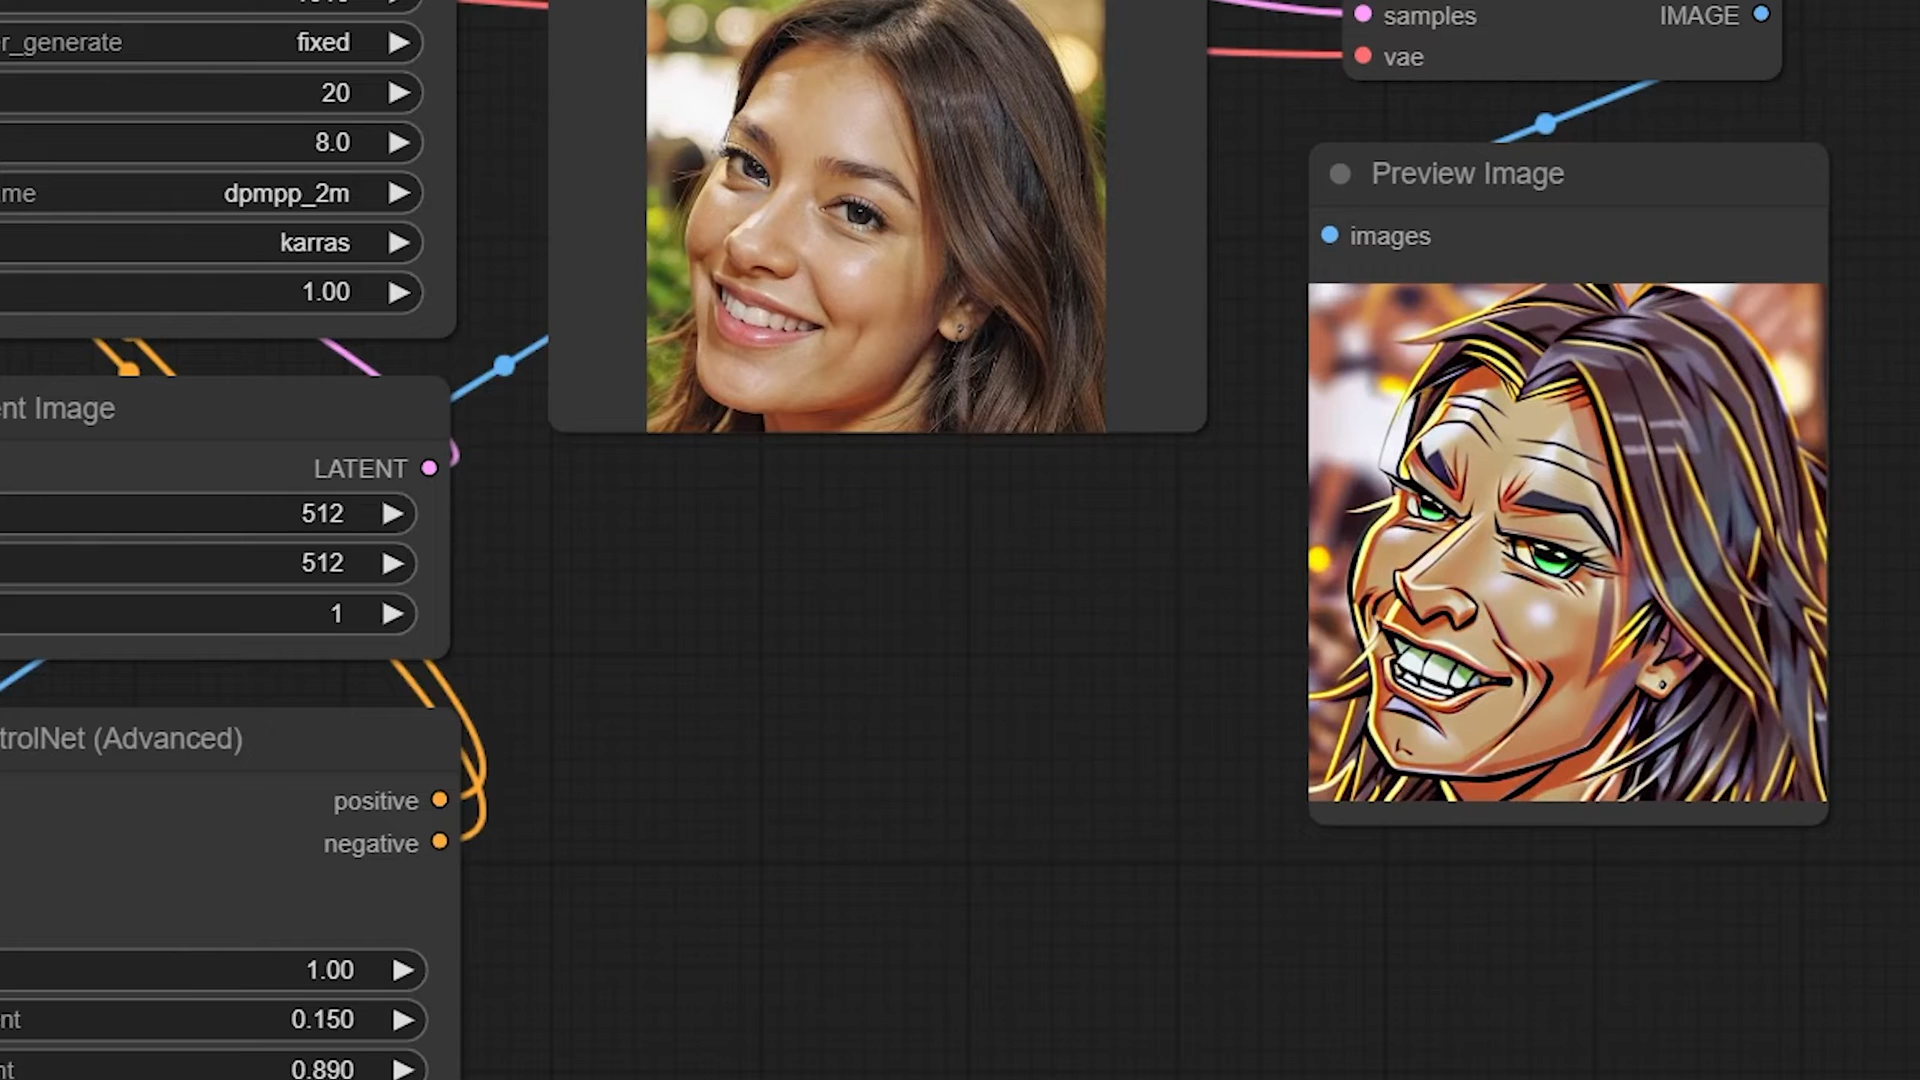 r_generate fixed
20
8.0
me dpmpp_2m
karras
1.00
nt Image
LATENT
512
512
1
trolNet (Advanced)
positive
negative
1.00
nt 0.150
nt 0.890
samples IMAGE
vae
Preview Image
images